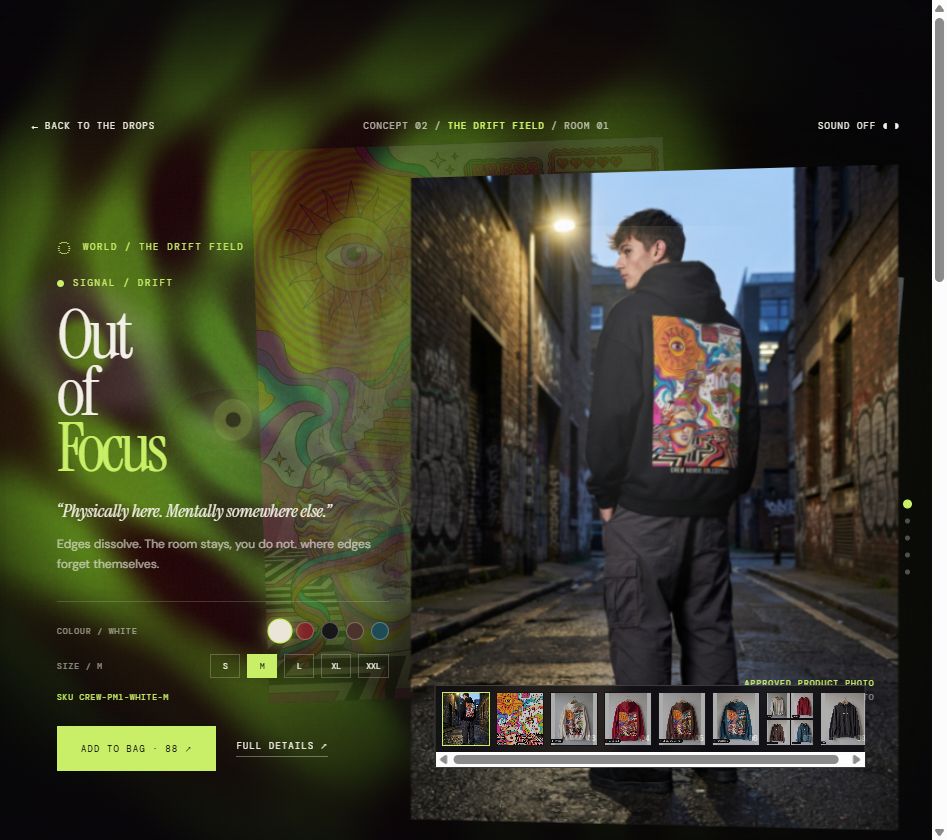 ← BACK TO THE DROPS
CONCEPT 02 / THE DRIFT FIELD / ROOM 01
SOUND OFF
WORLD / THE DRIFT FIELD
SIGNAL / DRIFT
Out
of
Focus
“Physically here. Mentally somewhere else.”
Edges dissolve. The room stays, you do not. where edges
forget themselves.
COLOUR / WHITE
SIZE / M
S
M
L
XL
XXL
SKU CREW-PM1-WHITE-M
ADD TO BAG · 88 ↗
FULL DETAILS ↗
APPROVED PRODUCT PHOTO